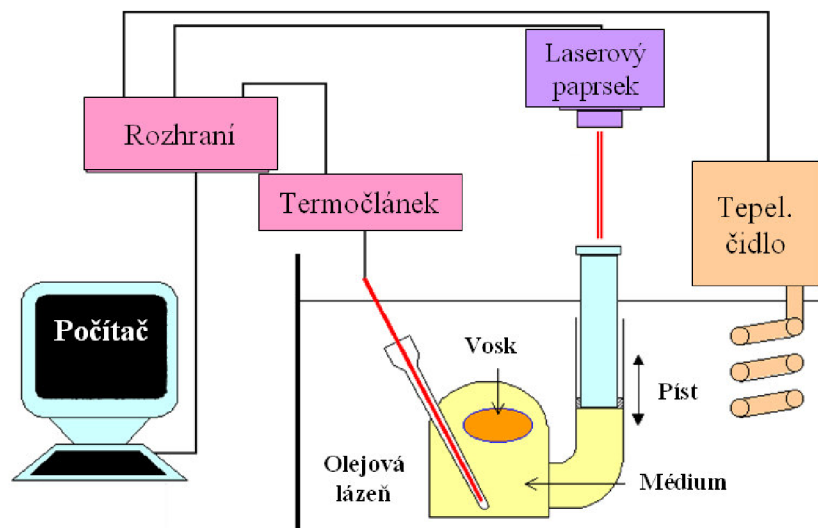 Laserový
paprsek
Rozhraní
Termočlánek
Tepel.
čidlo
Počítač
Vosk
Píst
Olejová
lázeň
Médium